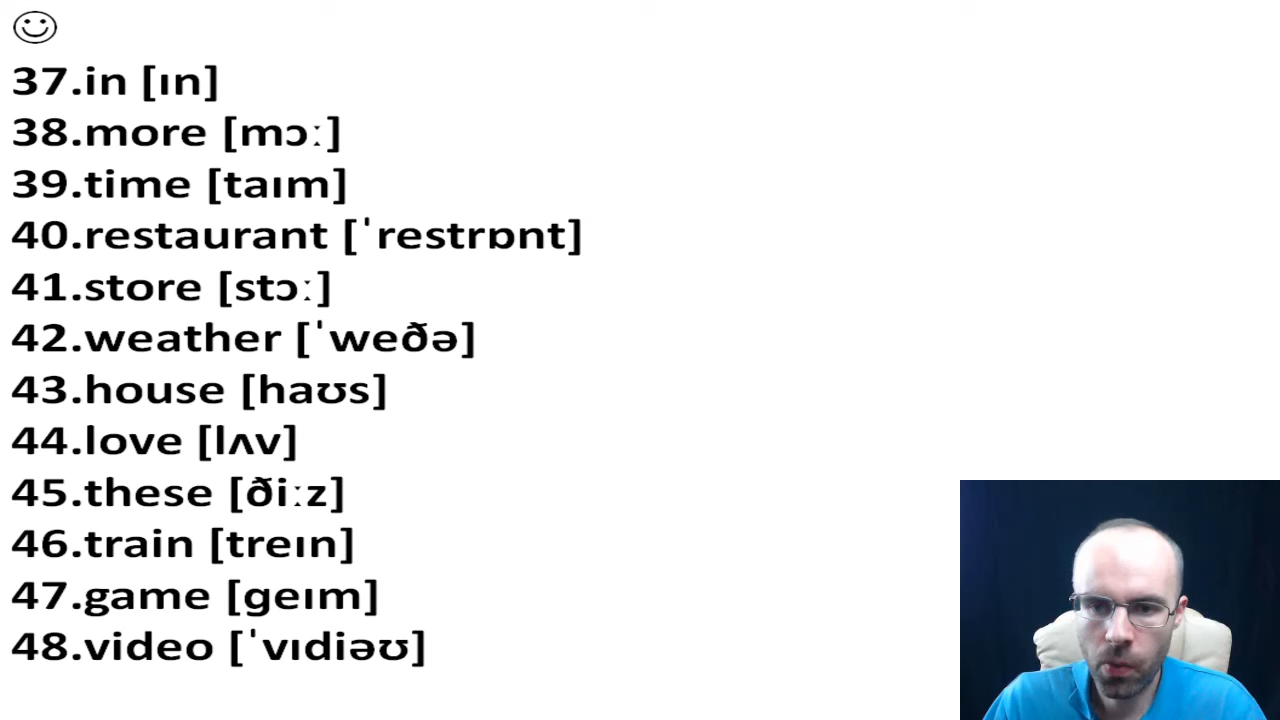 37.in [ɪn]
38.more [mɔː]
39.time [taɪm]
40.restaurant [ˈrestrɒnt]
41.store [stɔː]
42.weather [ˈweðə]
43.house [haʊs]
44.love [lʌv]
45.these [ðiːz]
46.train [treɪn]
47.game [geɪm]
48.video [ˈvɪdiəʊ]